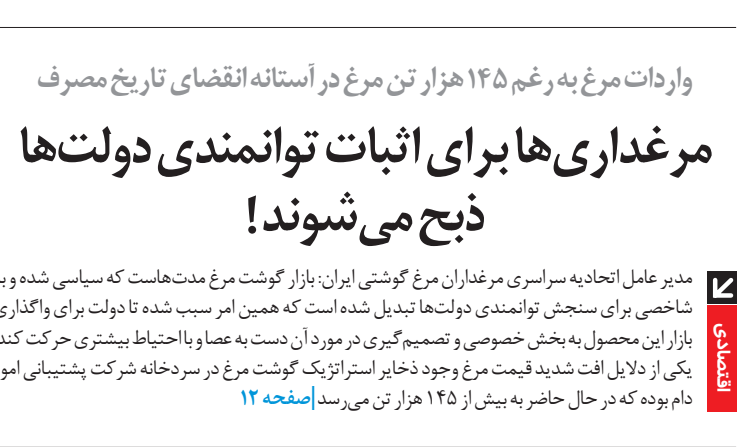 واردات مرغ به رغم ۱۴۵ هزار تن مرغ در آستانه انقضای تاریخ مصرف
مرغداری‌ها برای اثبات توانمندی دولت‌ها
ذبح می‌شوند!
مدیر عامل اتحادیه سراسری مرغداران مرغ گوشتی ایران: بازار گوشت مرغ مدت‌هاست که سیاسی شده و
شاخصی برای سنجش توانمندی دولت‌ها تبدیل شده است که همین امر سبب شده تا دولت برای واگذاری
بازار این محصول به بخش خصوصی و تصمیم‌گیری در مورد آن دست به عصا و با احتیاط بیشتری حرکت کند
یکی از دلایل افت شدید قیمت مرغ وجود ذخایر استراتژیک گوشت مرغ در سردخانه شرکت پشتیبانی
دام بوده که در حال حاضر به بیش از ۱۴۵ هزار تن می‌رسد|صفحه ۱۲
اقتصادی